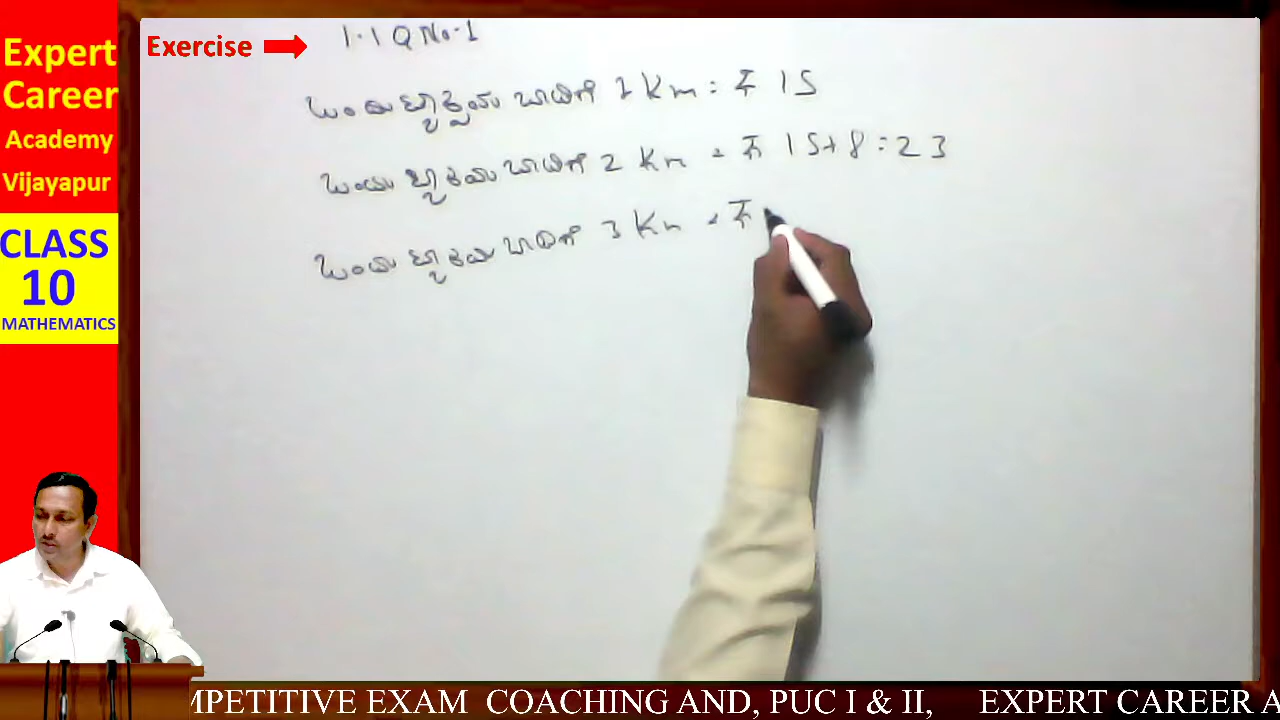 Expert
Career
Academy
Vijayapur
CLASS
10
MATHEMATICS
Exercise
1.1 Q No.1
ಒಂದು ಟ್ಯಾಕ್ಸಿಯ ಬಾಡಿಗೆ 1 Km = ₹ 15
ಒಂದು ಟ್ಯಾಕ್ಸಿಯ ಬಾಡಿಗೆ 2 Km = ₹ 15+8=23
ಒಂದು ಟ್ಯಾಕ್ಸಿಯ ಬಾಡಿಗೆ 3 Km = ₹
MPETITIVE EXAM COACHING AND, PUC I & II, EXPERT CAREER A